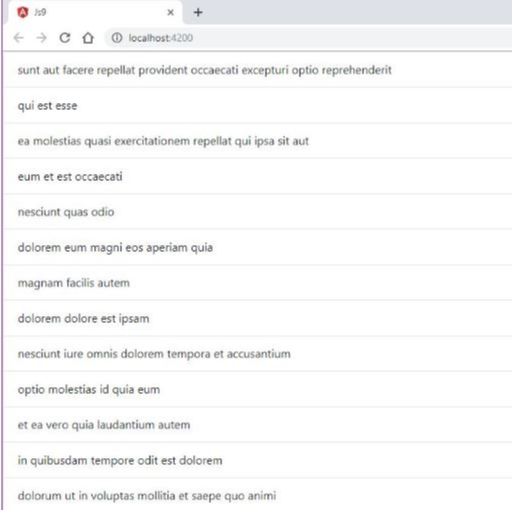 Js9
localhost:4200
sunt aut facere repellat provident occaecati excepturi optio reprehenderit
qui est esse
ea molestias quasi exercitationem repellat qui ipsa sit aut
eum et est occaecati
nesciunt quas odio
dolorem eum magni eos aperiam quia
magnam facilis autem
dolorem dolore est ipsam
nesciunt iure omnis dolorem tempora et accusantium
optio molestias id quia eum
et ea vero quia laudantium autem
in quibusdam tempore odit est dolorem
dolorum ut in voluptas mollitia et saepe quo animi